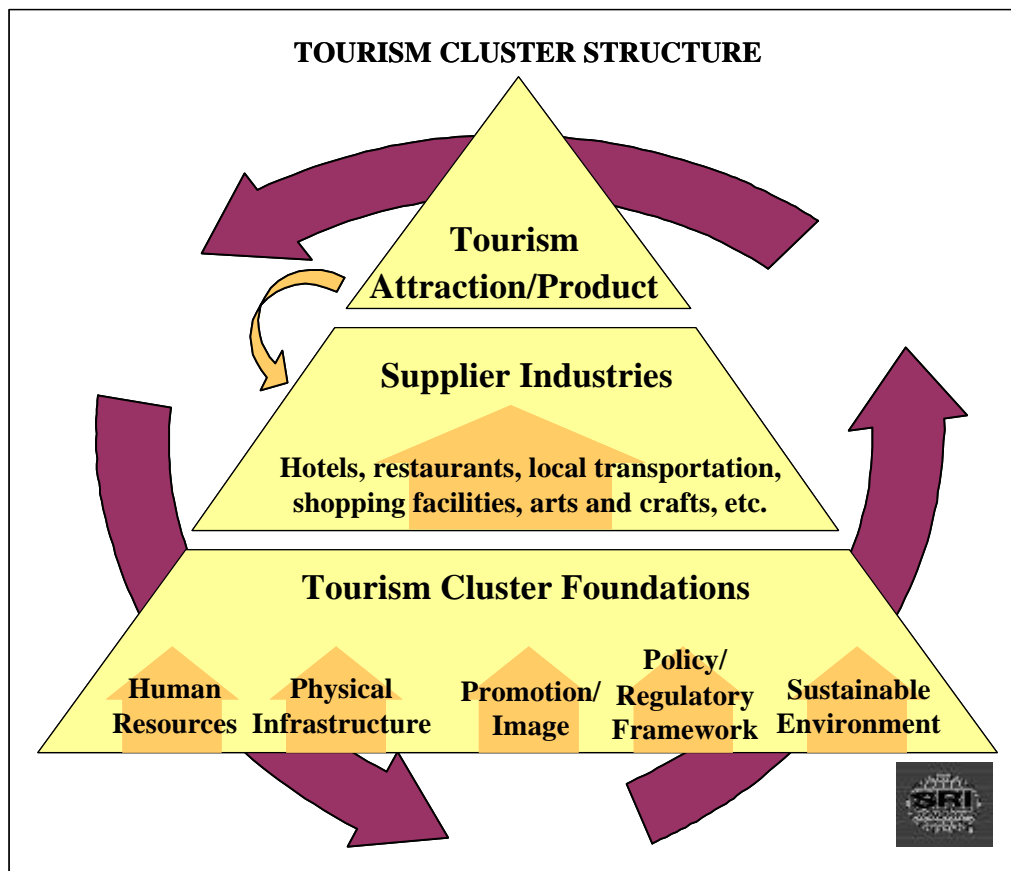 TOURISM CLUSTER STRUCTURE
Tourism
Attraction/Product
Supplier Industries
Hotels, restaurants, local transportation,
shopping facilities, arts and crafts, etc.
Tourism Cluster Foundations
Human
Resources
Physical
Infrastructure
Promotion/
Image
Policy/
Regulatory
Framework
Sustainable
Environment
SRI